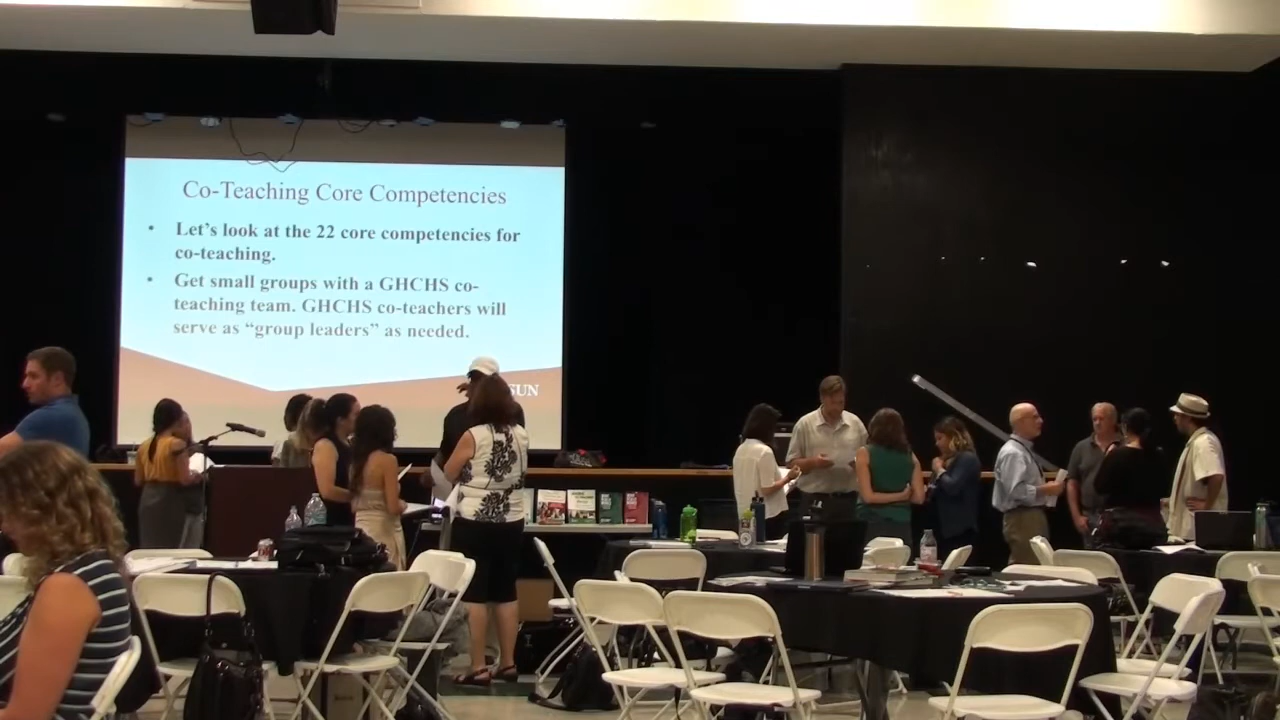 Co-Teaching Core Competencies
• Let's look at the 22 core competencies for
co-teaching.
• Get small groups with a GHCHS co-
teaching team. GHCHS co-teachers will
serve as “group leaders” as needed.
SUN